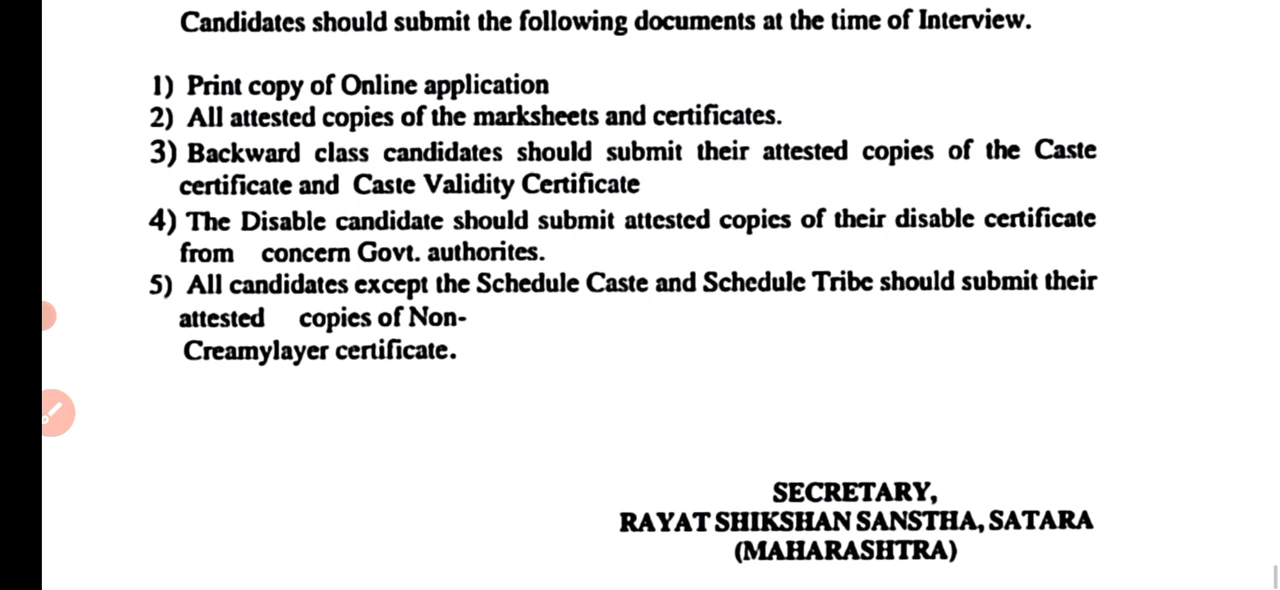 Candidates should submit the following documents at the time of Interview.
1) Print copy of Online application
2) All attested copies of the marksheets and certificates.
3) Backward class candidates should submit their attested copies of the Caste
certificate and Caste Validity Certificate
4) The Disable candidate should submit attested copies of their disable certificate
from concern Govt. authorites.
5) All candidates except the Schedule Caste and Schedule Tribe should submit their
attested copies of Non-
Creamylayer certificate.
SECRETARY,
RAYAT SHIKSHAN SANSTHA, SATARA
(MAHARASHTRA)